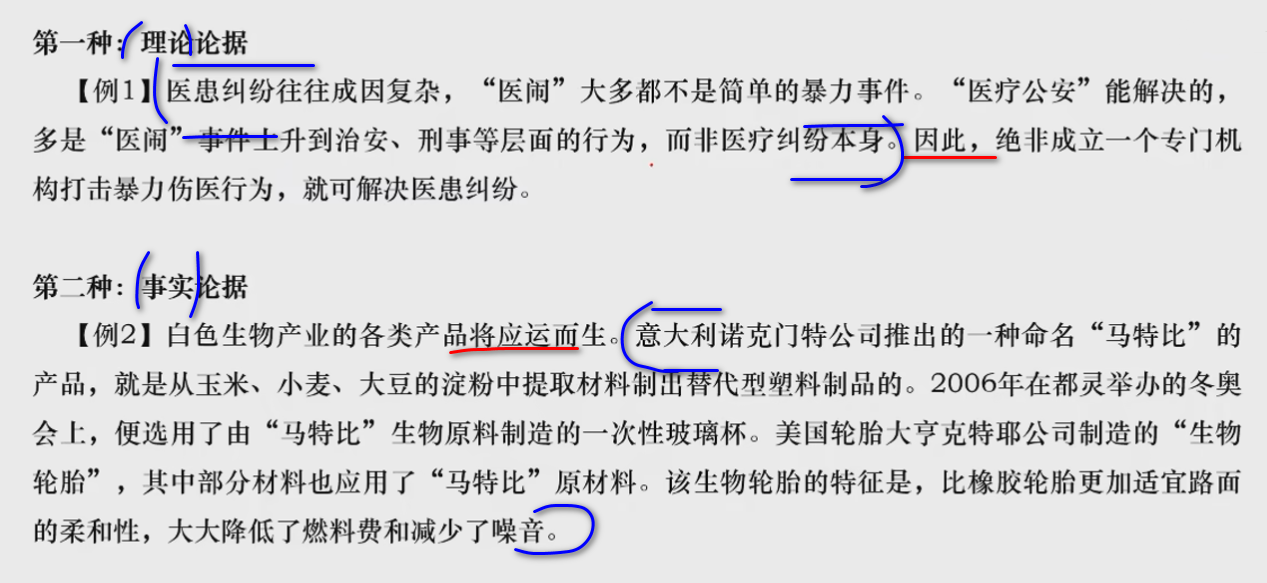 第一种：理论论据
【例1】医患纠纷往往成因复杂，“医闹”大多都不是简单的暴力事件。“医疗公安”能解决的，
多是“医闹”事件上升到治安、刑事等层面的行为，而非医疗纠纷本身。因此，绝非成立一个专门机
构打击暴力伤医行为，就可解决医患纠纷。
第二种：事实论据
【例2】白色生物产业的各类产品将应运而生。意大利诺克门特公司推出的一种命名“马特比”的
产品，就是从玉米、小麦、大豆的淀粉中提取材料制出替代型塑料制品的。2006年在都灵举办的冬奥
会上，便选用了由“马特比”生物原料制造的一次性玻璃杯。美国轮胎大亨克特耶公司制造的“生物
轮胎”，其中部分材料也应用了“马特比”原材料。该生物轮胎的特征是，比橡胶轮胎更加适宜路面
的柔和性，大大降低了燃料费和减少了噪音。